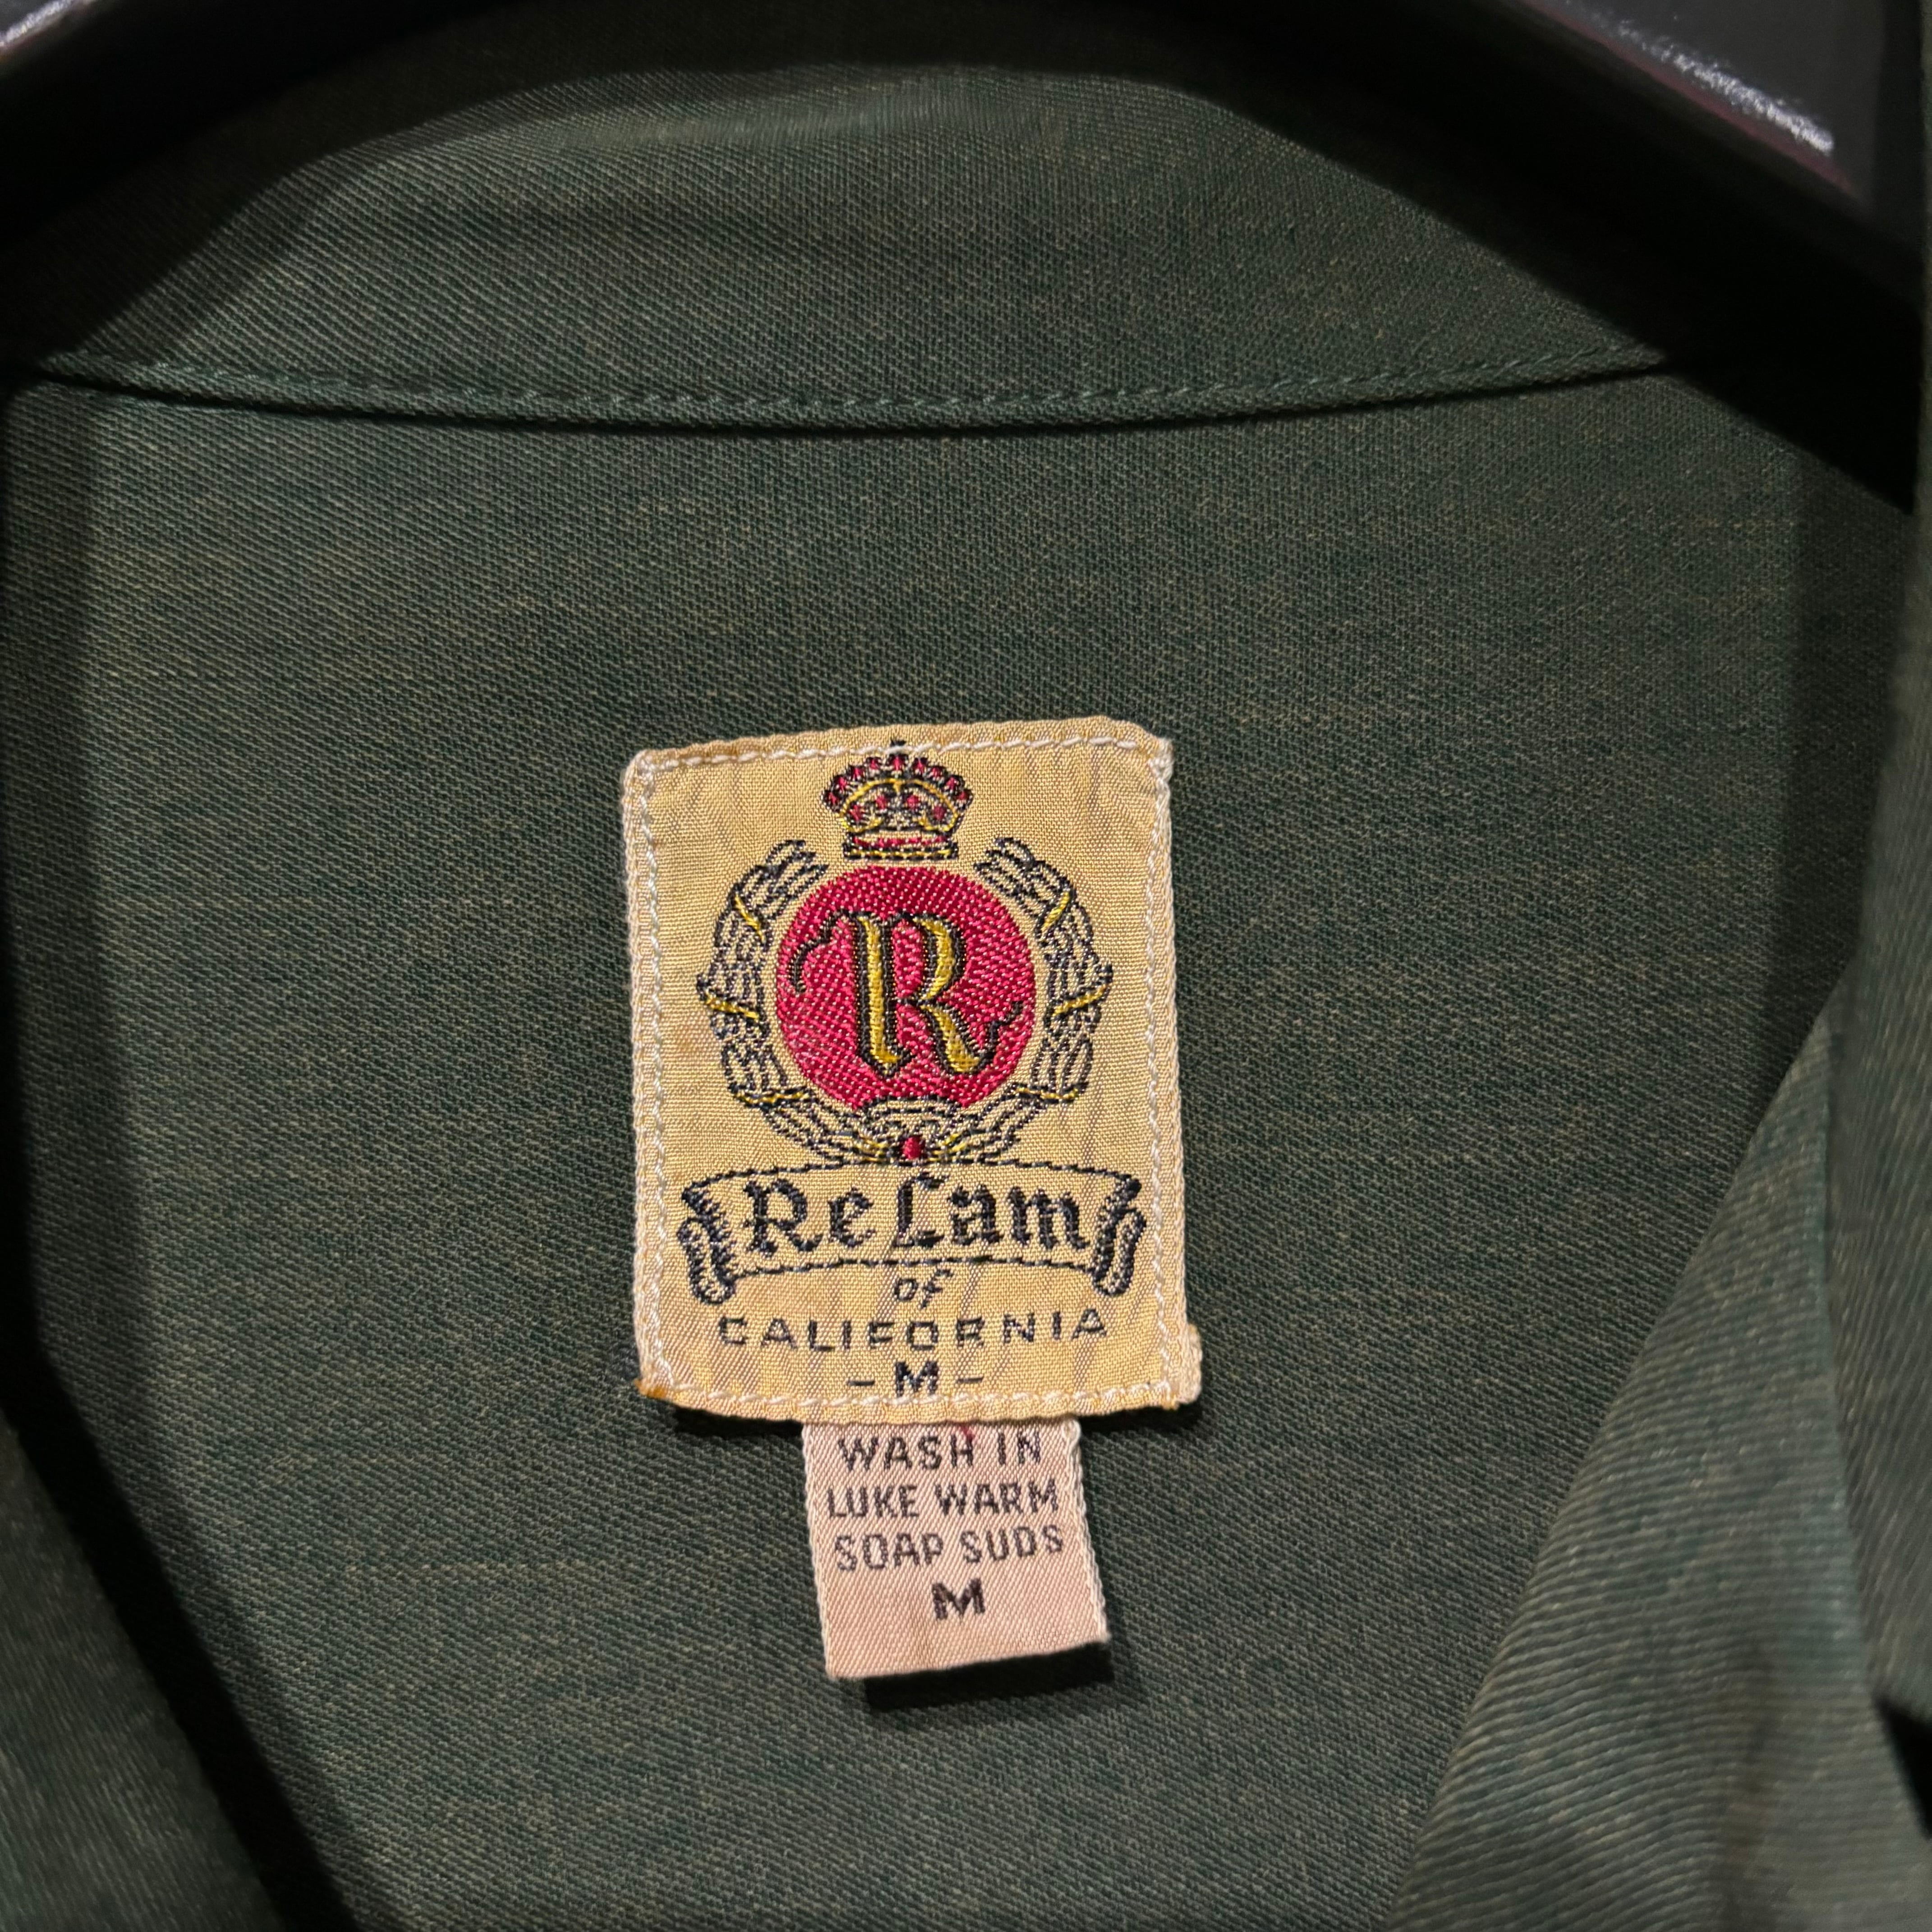 R
ReLam
of
CALIFORNIA
- M -
WASH IN
LUKE WARM
SOAP SUDS
M